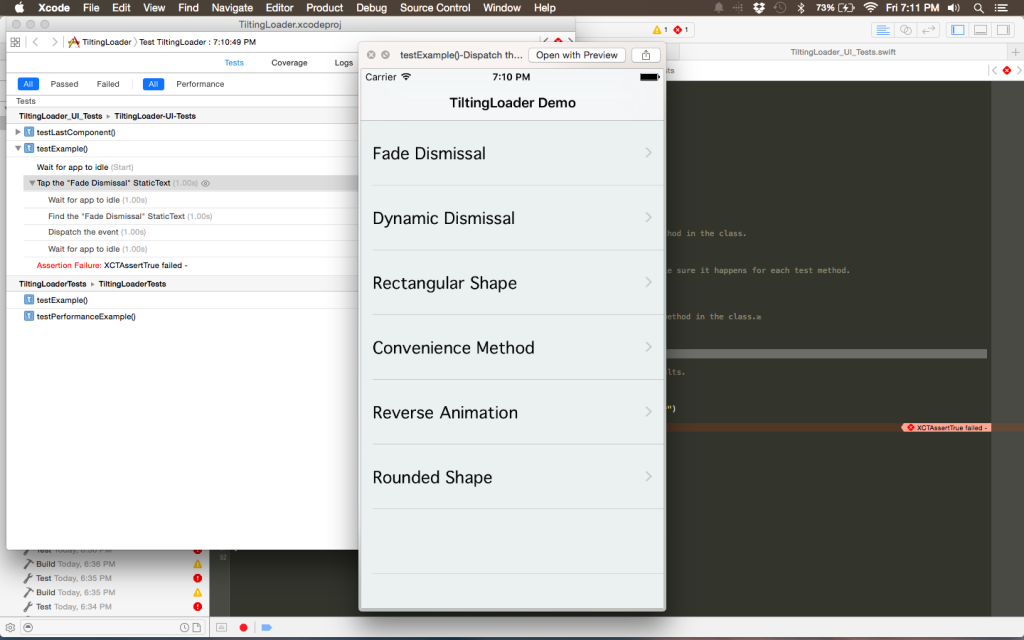 Xcode File Edit View Find Navigate Editor Product Debug Source Control Window Help 73% Fri 7:11 PM
TiltingLoader.xcodeproj
TiltingLoader Test TiltingLoader : 7:10:49 PM
1 1
TiltingLoader_UI_Tests.swift
Tests Coverage Logs
All Passed Failed All Performance
Tests
TiltingLoader_UI_Tests TiltingLoader-UI-Tests
testLastComponent()
testExample()
Wait for app to idle (Start)
Tap the "Fade Dismissal" StaticText (1.00s)
Wait for app to idle (1.00s)
Find the "Fade Dismissal" StaticText (1.00s)
Dispatch the event (1.00s)
Wait for app to idle (1.00s)
Assertion Failure: XCTAssertTrue failed -
TiltingLoaderTests TiltingLoaderTests
testExample()
testPerformanceExample()
testExample()-Dispatch th... Open with Preview
Carrier 7:10 PM
TiltingLoader Demo
Fade Dismissal
Dynamic Dismissal
Rectangular Shape
Convenience Method
Reverse Animation
Rounded Shape
ts
hod in the class.
e sure it happens for each test method.
ethod in the class.
lts.
")
XCTAssertTrue failed -
Test Today, 6:36 PM
Build Today, 6:36 PM
Test Today, 6:35 PM
Build Today, 6:35 PM
Test Today, 6:34 PM